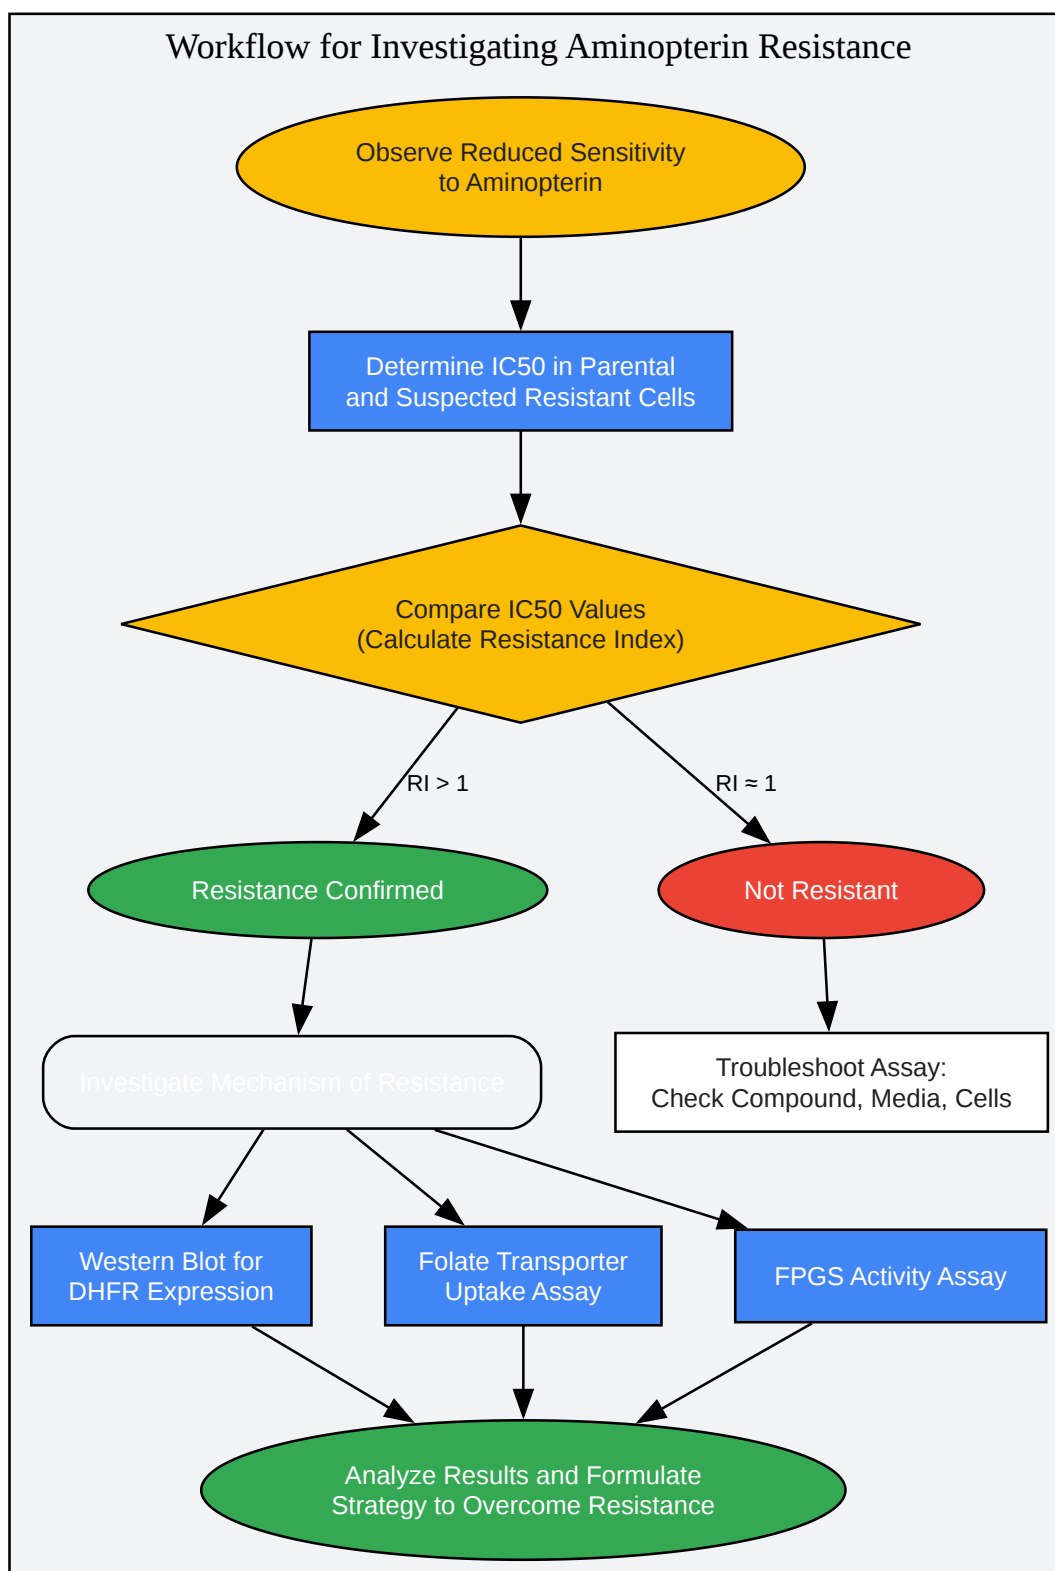 Workflow for Investigating Aminopterin Resistance
Observe Reduced Sensitivity
to Aminopterin
Determine IC50 in Parental
and Suspected Resistant Cells
Compare IC50 Values
(Calculate Resistance Index)
RI > 1
RI ≈ 1
Resistance Confirmed
Not Resistant
Investigate Mechanism of Resistance
Troubleshoot Assay:
Check Compound, Media, Cells
Western Blot for
DHFR Expression
Folate Transporter
Uptake Assay
FPGS Activity Assay
Analyze Results and Formulate
Strategy to Overcome Resistance